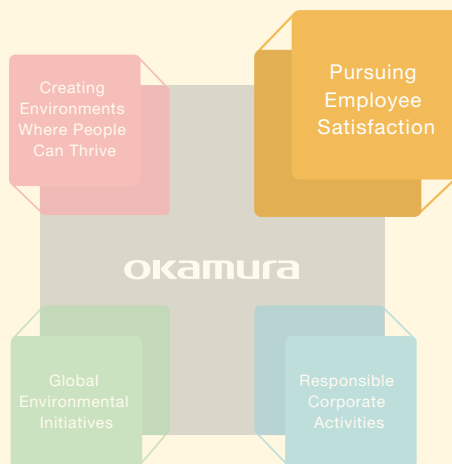 Creating
Environments
Where People
Can Thrive
Pursuing
Employee
Satisfaction
okamura
Global
Environmental
Initiatives
Responsible
Corporate
Activities